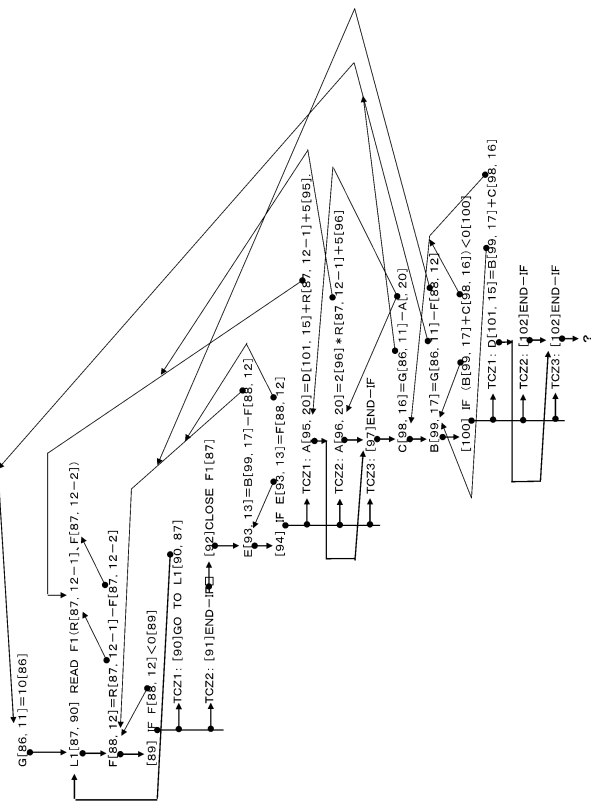 G[86, 11]=10[86]
L1[87, 90] READ F1(R[87, 12-1]、F[87, 12-2])
F[88, 12]=R[87, 12-1]-F[87, 12-2]
[89] IF F[88, 12]<0[89]
TCZ1: [90]GO TO L1[90, 87]
TCZ2: [91]END-IF
[92]CLOSE F1[87]
E[93, 13]=B[99, 17]-F[88, 12]
[94] IF E[93, 13]=F[88, 12]
TCZ1: A[95, 20]=D[101, 15]+R[87, 12-1]+5[95].
TCZ2: A[96, 20]=2[96]*R[87, 12-1]+5[96]
TCZ3: [97]END-IF
C[98, 16]=G[86, 11]-A[, 20]
B[99, 17]=G[86, 11]-F[88, 12]
[100] IF (B[99, 17]+C[98, 16])<0[100]
TCZ1: D[101, 15]=B[99, 17]+C[98, 16]
TCZ2: [102]END-IF
TCZ3: [102]END-IF
?